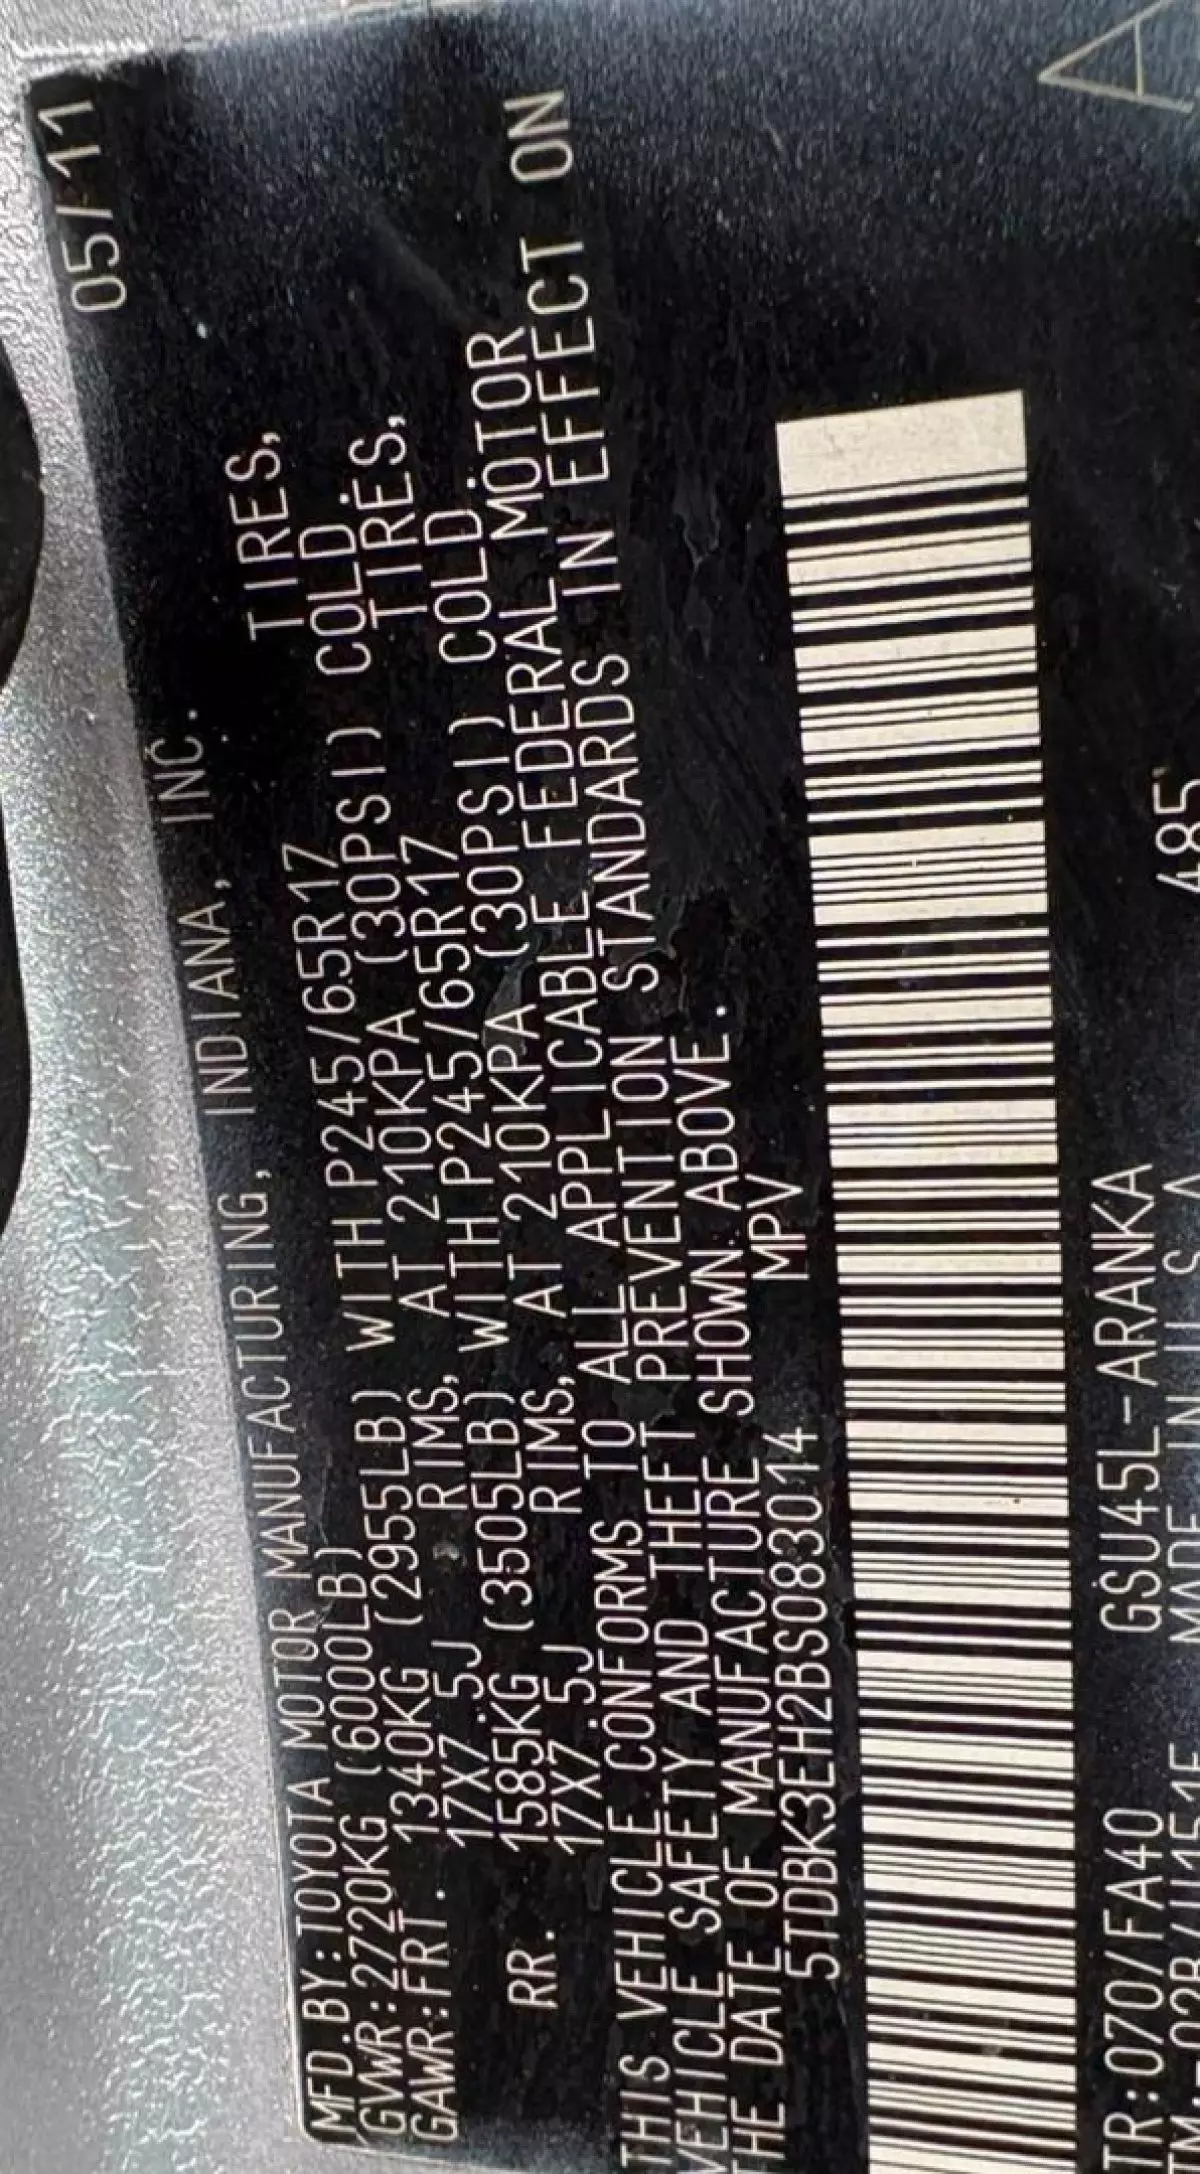 MFD.BY:TOYOTA MOTOR MANUFACTURING, INDIANA, INC. 05/11
GVWR:2720KG (6000LB)
GAWR:FRT. 1340KG (2955LB) WITH P245/65R17 TIRES,
17X7.5J RIMS, AT 210KPA (30PSI) COLD.
RR. 1585KG (3505LB) WITH P245/65R17 TIRES,
17X7.5J RIMS, AT 210KPA (30PSI) COLD.
THIS VEHICLE CONFORMS TO ALL APPLICABLE FEDERAL MOTOR
VEHICLE SAFETY AND THEFT PREVENTION STANDARDS IN EFFECT ON
THE DATE OF MANUFACTURE SHOWN ABOVE.
5TDBK3EH2BS083014 MPV
TR:070/FA40 GSU45L-ARANKA
MADE IN U.S.A. 485
A